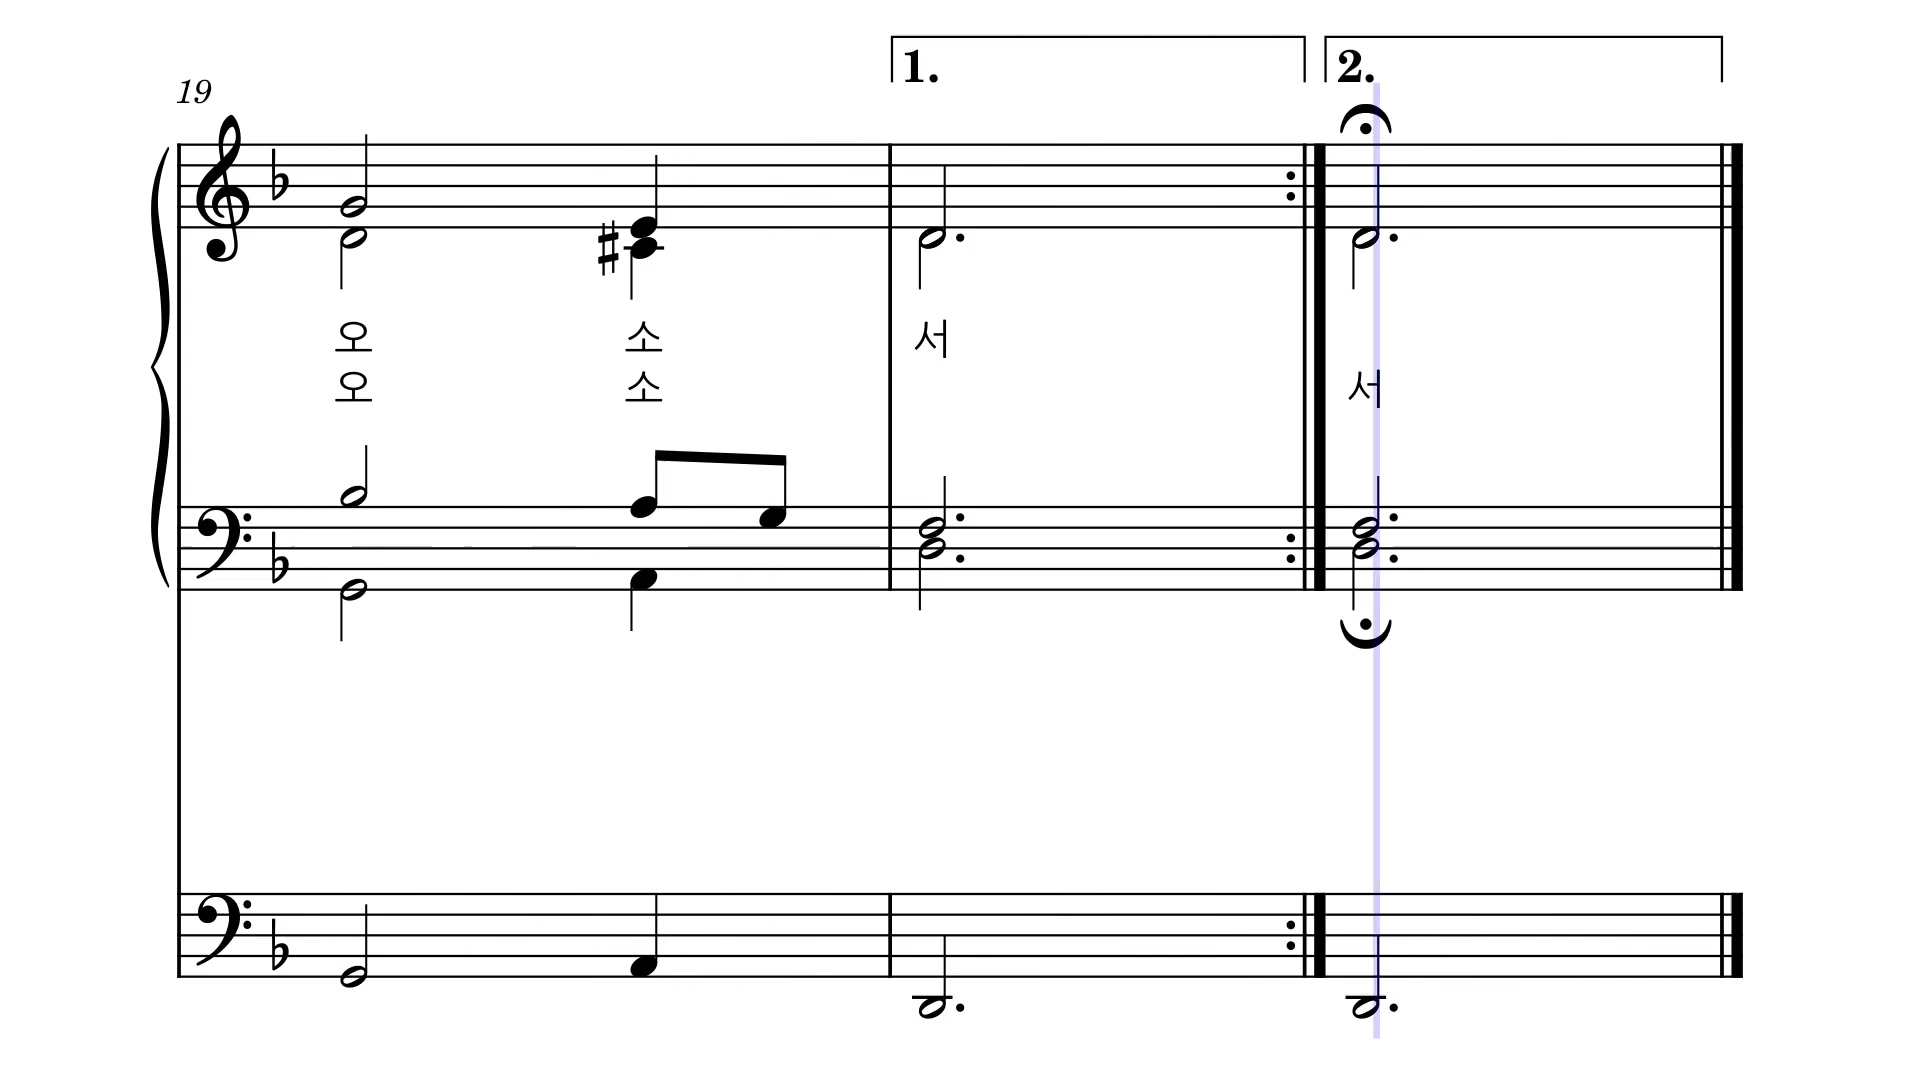 1. 2.
19
오 소 서
오 소 서